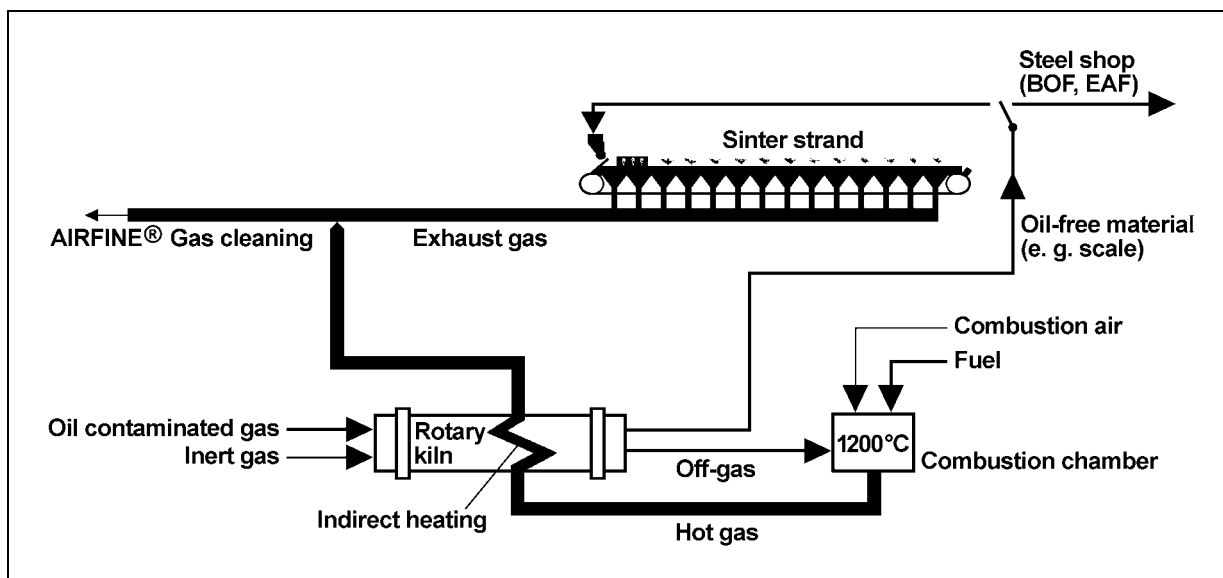 Steel shop
(BOF, EAF)
Sinter strand
AIRFINE® Gas cleaning
Exhaust gas
Oil-free material
(e. g. scale)
Combustion air
Fuel
Oil contaminated gas
Inert gas
Rotary
kiln
1200°C
Off-gas
Combustion chamber
Indirect heating
Hot gas